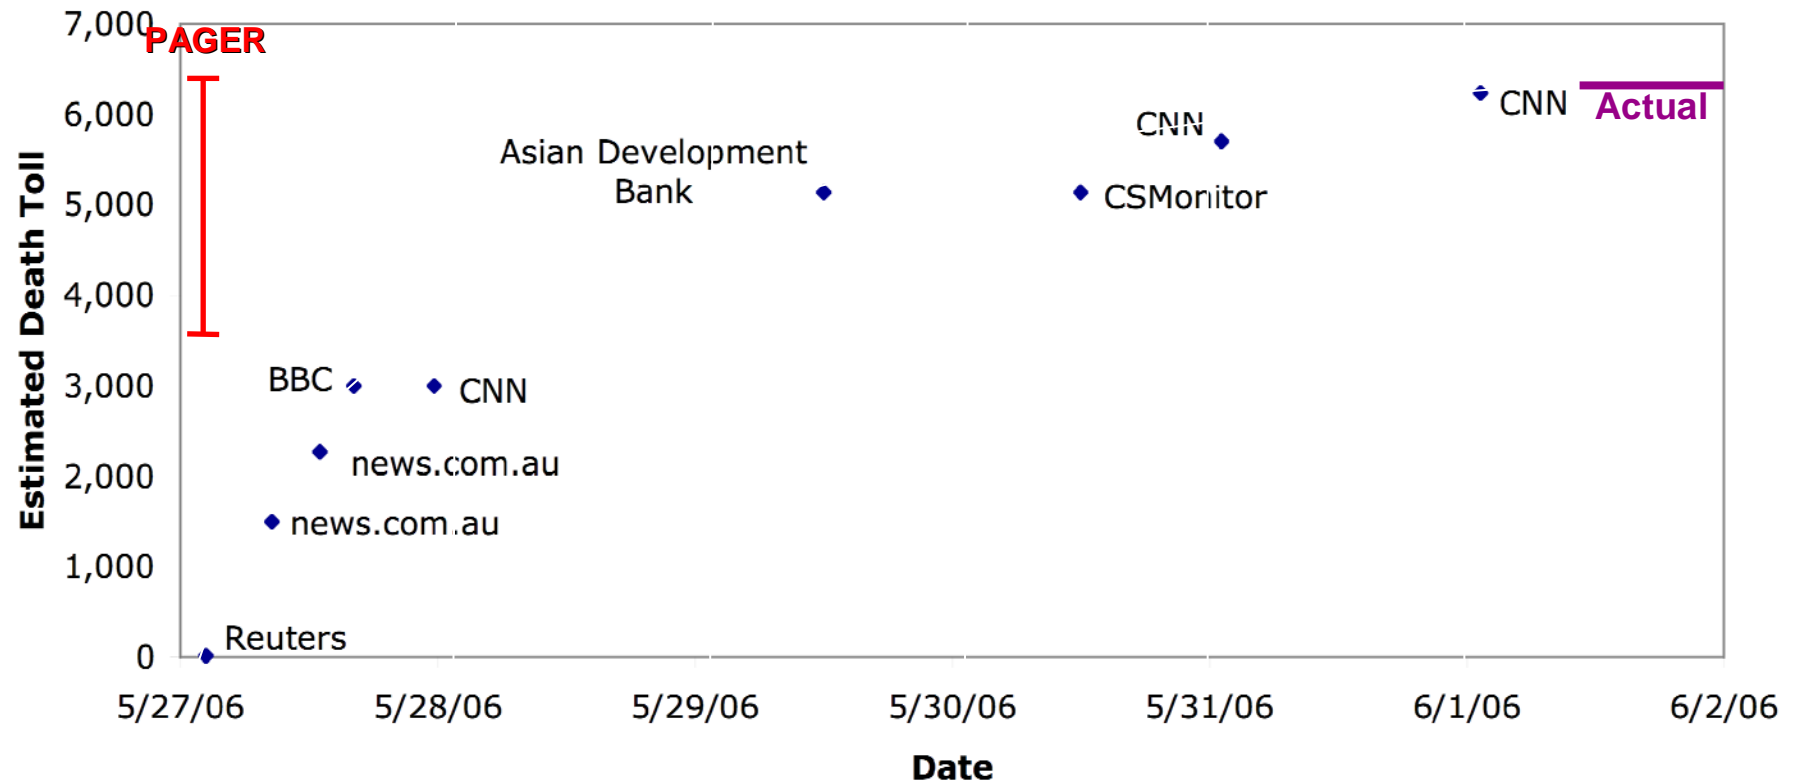 7,000
PAGER
6,000
5,000
4,000
3,000
2,000
1,000
0
Estimated Death Toll
CNN
Actual
CNN
Asian Development
Bank
CSMonitor
BBC
CNN
news.com.au
news.com.au
Reuters
5/27/06 5/28/06 5/29/06 5/30/06 5/31/06 6/1/06 6/2/06
Date